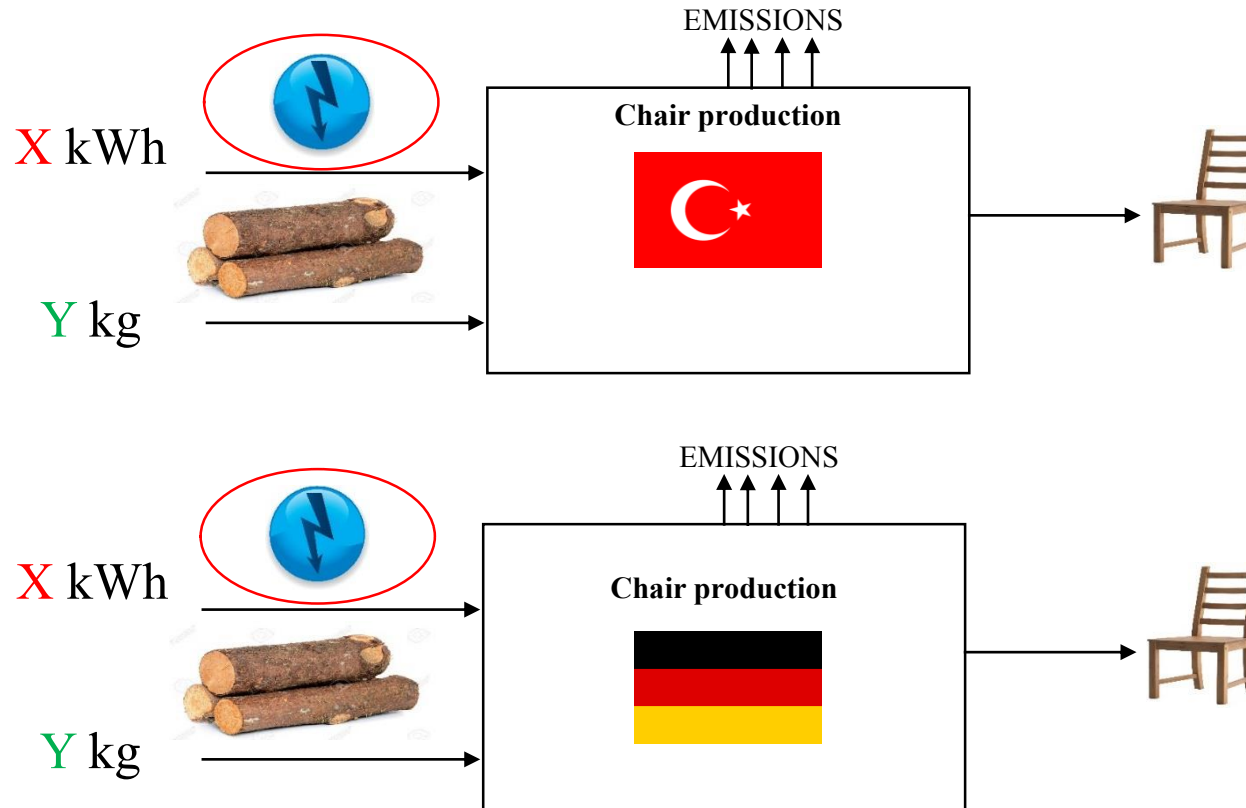 EMISSIONS
Chair production
X kWh
Y kg
EMISSIONS
Chair production
X kWh
Y kg